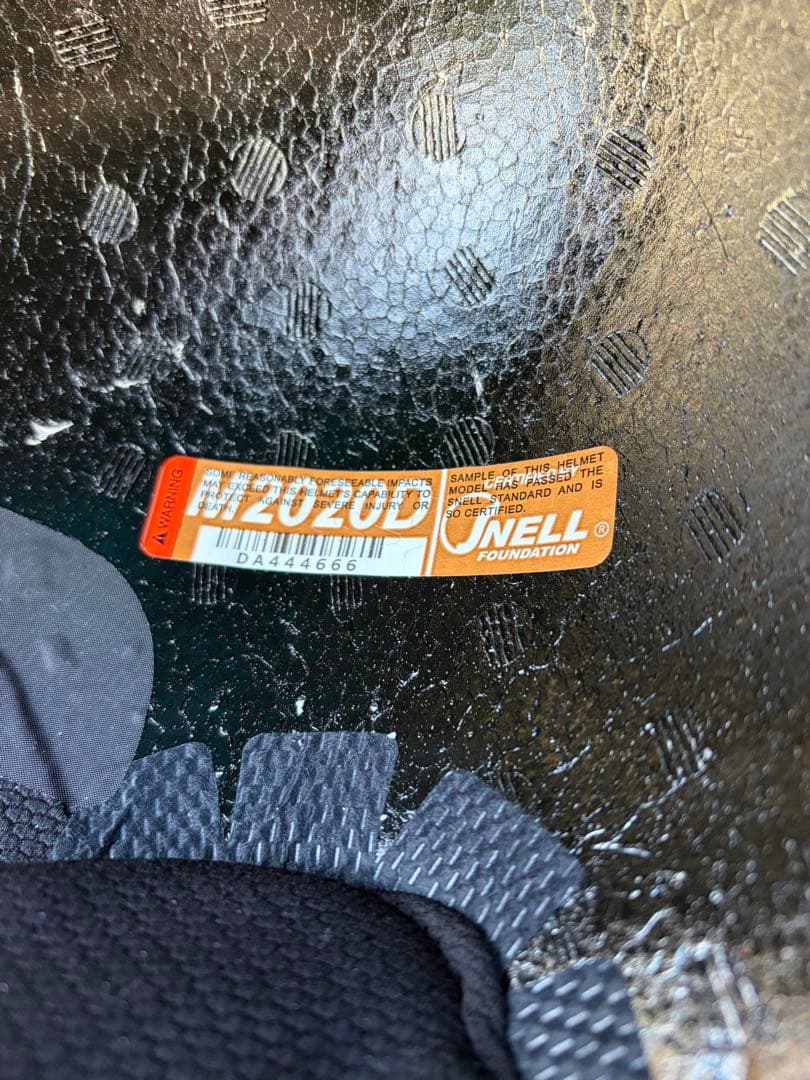 WARNING
SOME REASONABLY FORESEEABLE IMPACTS
MAY EXCEED THIS HELMET'S CAPABILITY TO
PROTECT AGAINST SEVERE INJURY OR
DEATH.
M2020D
DA444666
SAMPLE OF THIS HELMET
MODEL HAS PASSED THE
SNELL STANDARD AND IS
SO CERTIFIED.
SNELL ®
FOUNDATION